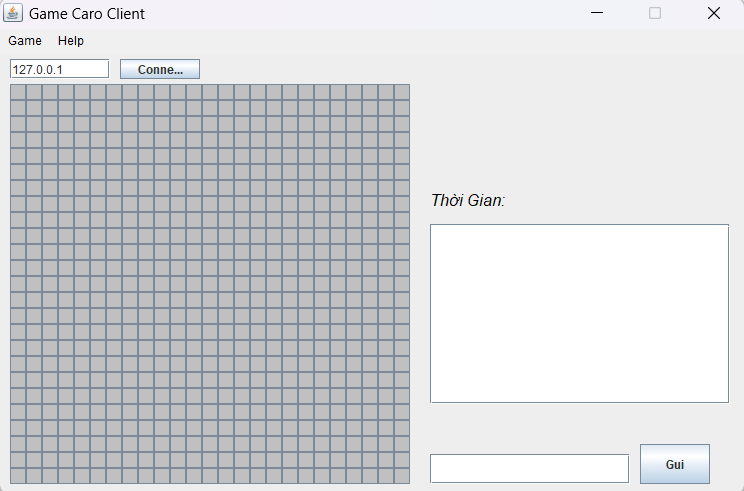 Game Caro Client
Game Help
127.0.0.1 Conne...
Thời Gian:
Gui